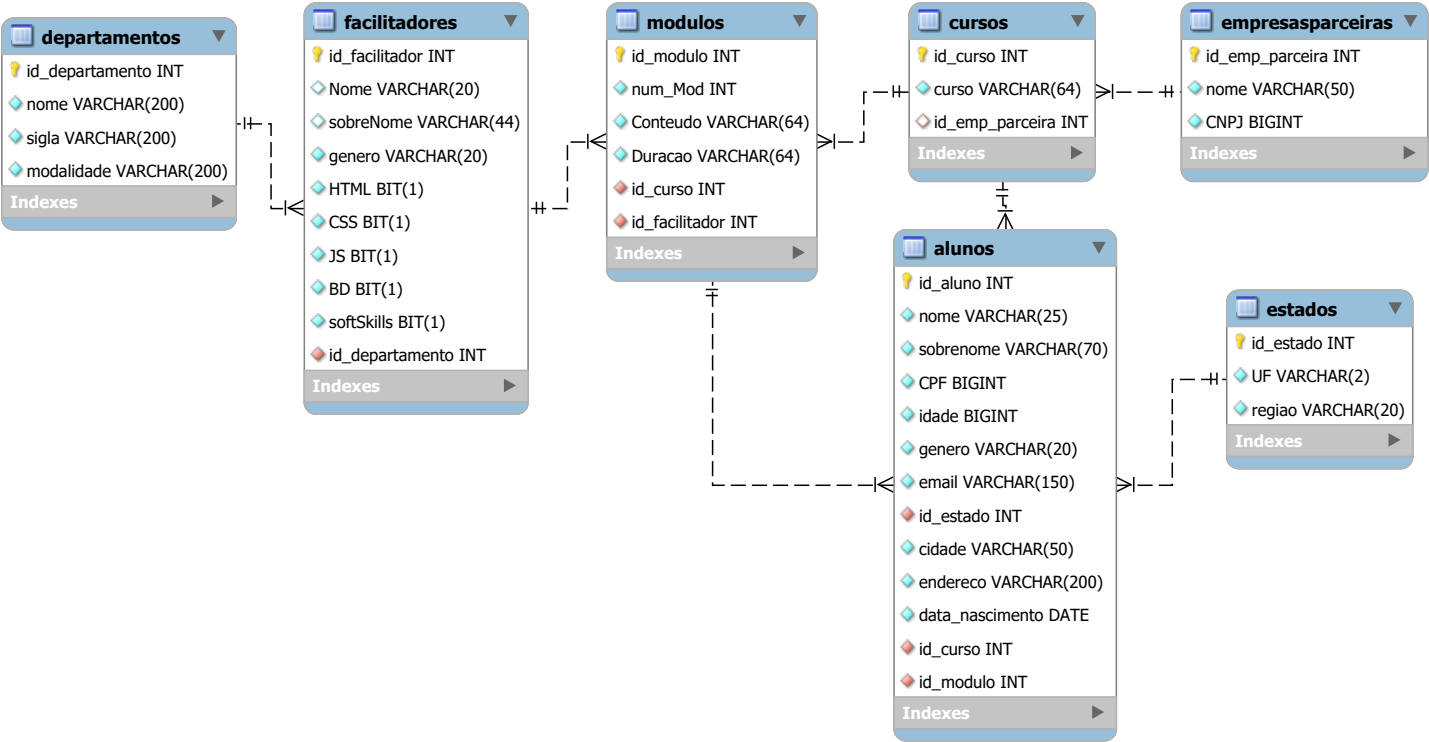 departamentos
id_departamento INT
nome VARCHAR(200)
sigla VARCHAR(200)
modalidade VARCHAR(200)
Indexes
facilitadores
id_facilitador INT
Nome VARCHAR(20)
sobreNome VARCHAR(44)
genero VARCHAR(20)
HTML BIT(1)
CSS BIT(1)
JS BIT(1)
BD BIT(1)
softSkills BIT(1)
id_departamento INT
Indexes
modulos
id_modulo INT
num_Mod INT
Conteudo VARCHAR(64)
Duracao VARCHAR(64)
id_curso INT
id_facilitador INT
Indexes
cursos
id_curso INT
curso VARCHAR(64)
id_emp_parceira INT
Indexes
empresasparceiras
id_emp_parceira INT
nome VARCHAR(50)
CNPJ BIGINT
Indexes
alunos
id_aluno INT
nome VARCHAR(25)
sobrenome VARCHAR(70)
CPF BIGINT
idade BIGINT
genero VARCHAR(20)
email VARCHAR(150)
id_estado INT
cidade VARCHAR(50)
endereco VARCHAR(200)
data_nascimento DATE
id_curso INT
id_modulo INT
Indexes
estados
id_estado INT
UF VARCHAR(2)
regiao VARCHAR(20)
Indexes